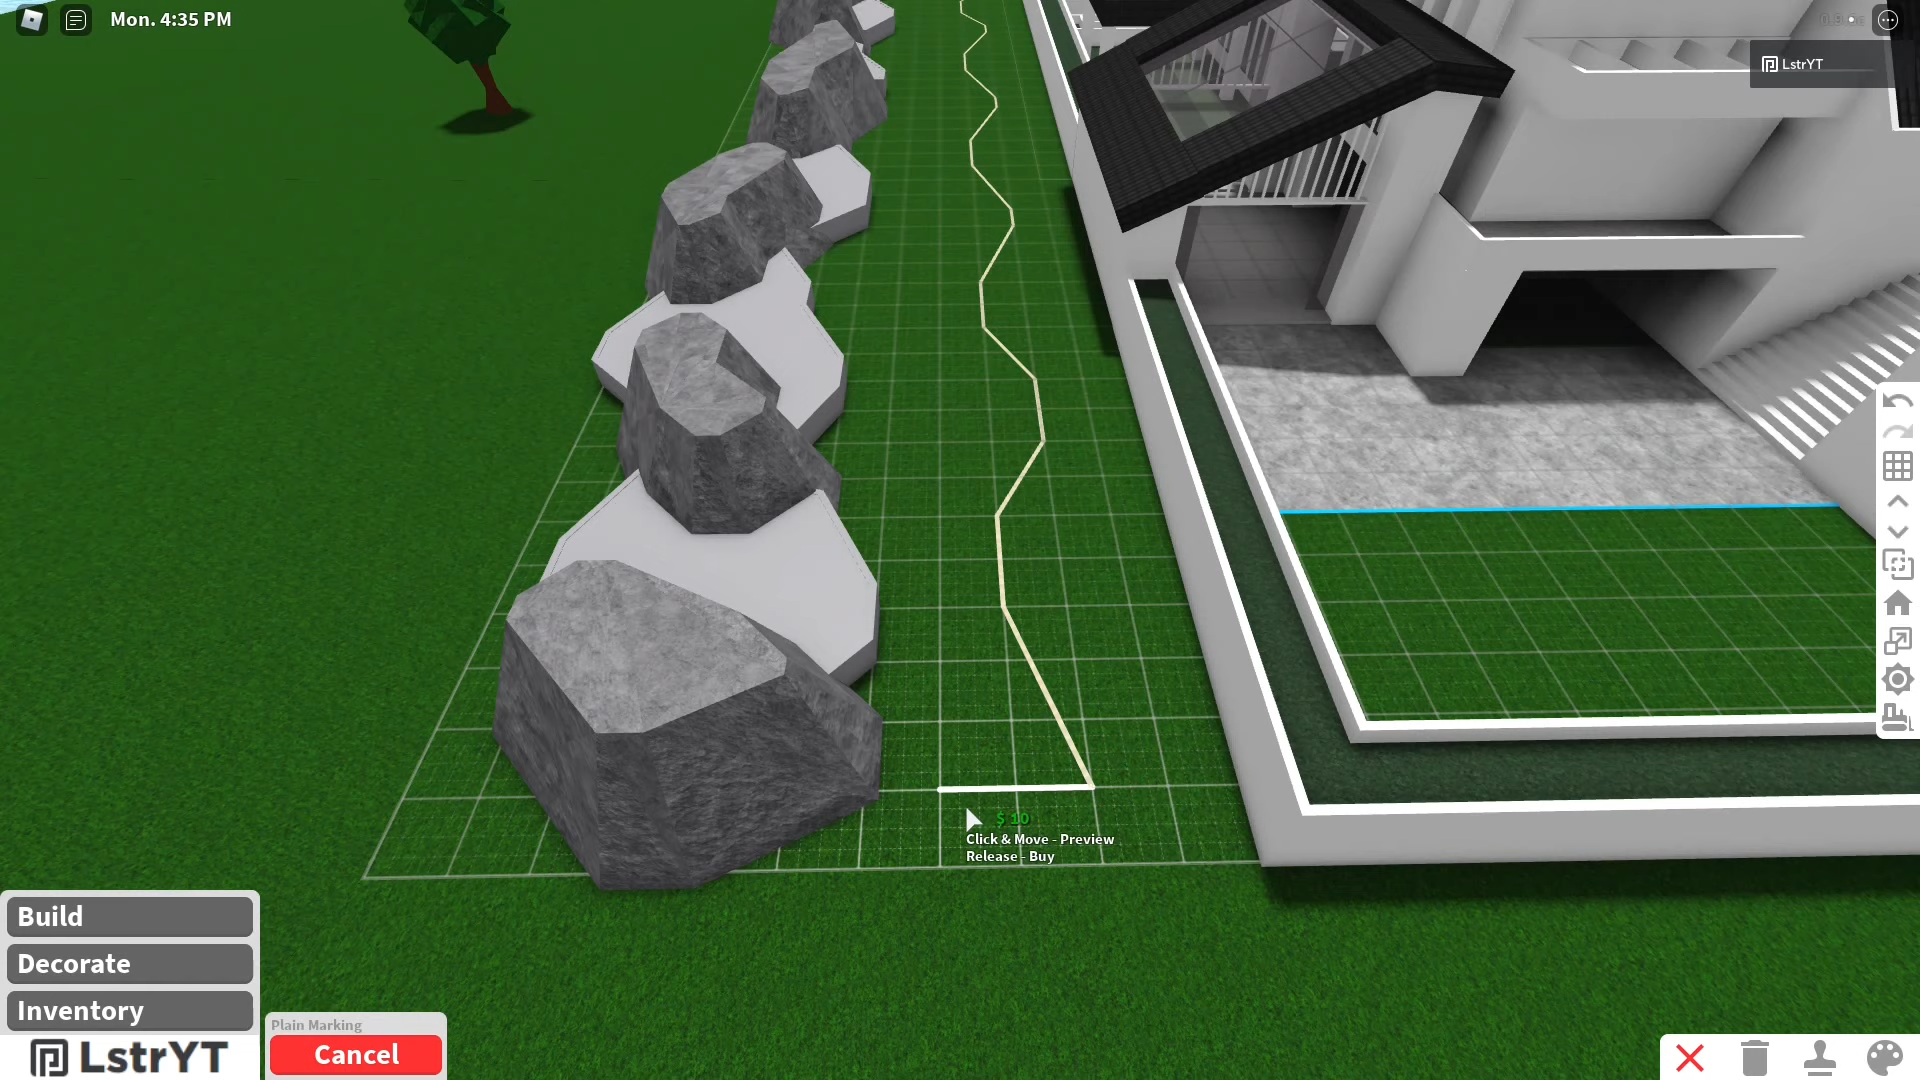 Mon. 4:35 PM
LstrYT
$ 10
Click & Move - Preview
Release - Buy
Build
Decorate
Inventory
LstrYT
Plain Marking
Cancel